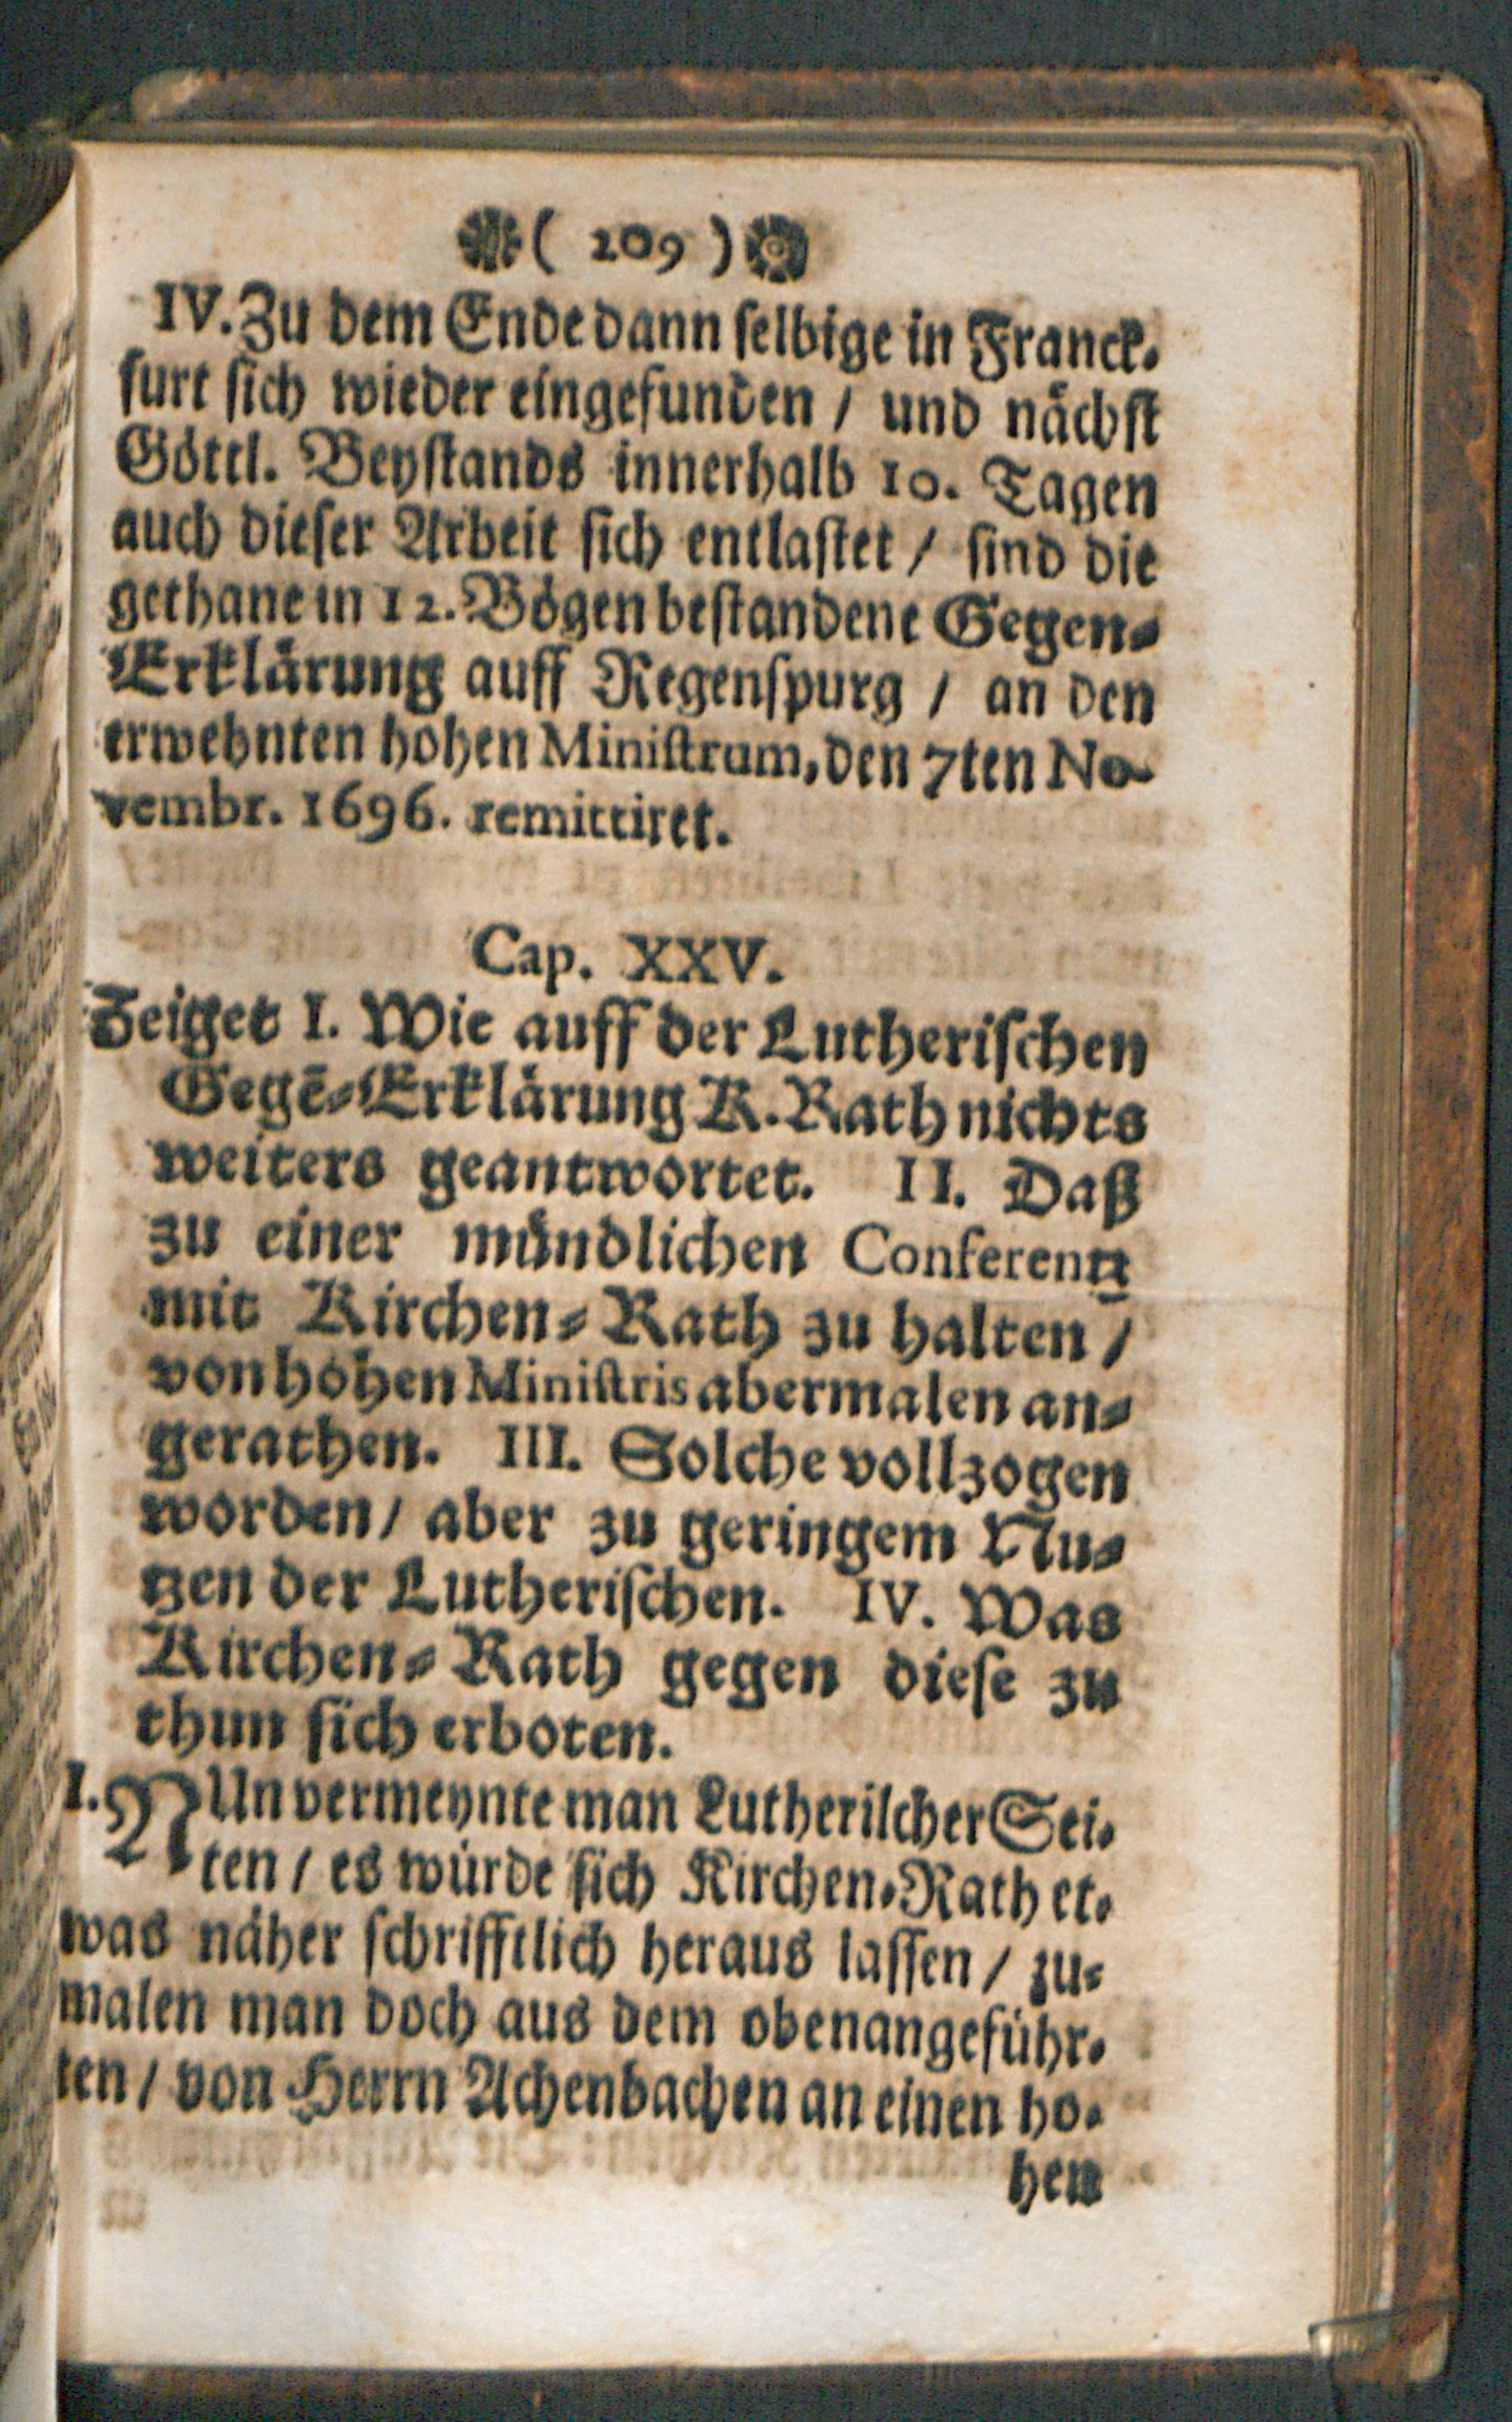 ( 209 )
IV. Zu dem Ende dann selbige in Franck-
furt sich wieder eingefunden / und nächst
Göttl. Beystands innerhalb 10. Tagen
auch dieser Arbeit sich entlastet / sind die
gethane in 12. Bögen bestandene Gegen-
Erklärung auff Regenspurg / an den
erwehnten hohen Ministrum, den 7ten No-
vembr. 1696. remittiret.
Cap. XXV.
Zeiget I. Wie auff der Lutherischen
Gegē-Erklärung K. Rath nichts
weiters geantwortet. II. Daß
zu einer mündlichen Conferentz
mit Kirchen-Rath zu halten /
von hohen Ministris abermalen an-
gerathen. III. Solche vollzogen
worden / aber zu geringem Nu-
tzen der Lutherischen. IV. Was
Kirchen-Rath gegen diese zu
thun sich erboten.
I. NUn vermeynte man Lutherischer Sei-
ten / es würde sich Kirchen-Rath et-
was näher schrifftlich heraus lassen / zu-
malen man doch aus dem obenangeführ-
ten / von Herrn Achenbachen an einen ho-
hen